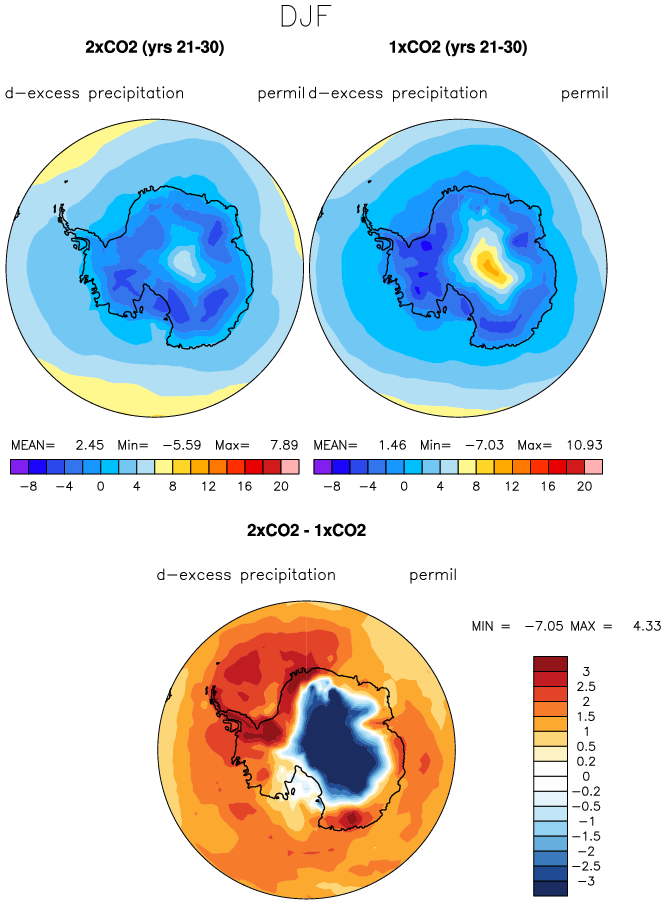 DJF
2xCO2 (yrs 21-30)
1xCO2 (yrs 21-30)
d-excess precipitation permil
d-excess precipitation permil
MEAN= 2.45 Min= -5.59 Max= 7.89
MEAN= 1.46 Min= -7.03 Max= 10.93
-8 -4 0 4 8 12 16 20
-8 -4 0 4 8 12 16 20
2xCO2 - 1xCO2
d-excess precipitation permil
MIN = -7.05 MAX = 4.33
3
2.5
2
1.5
1
0.5
0.2
0
-0.2
-0.5
-1
-1.5
-2
-2.5
-3